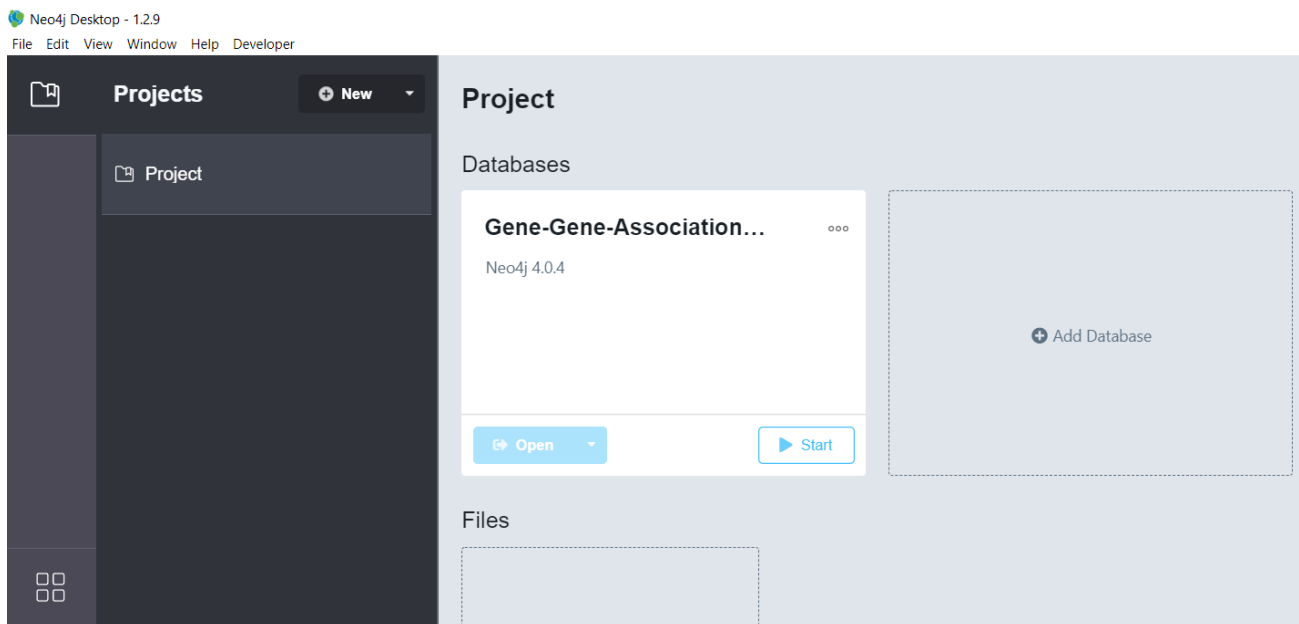 Neo4j Desktop - 1.2.9
File Edit View Window Help Developer
Projects
New
Project
Project
Databases
Gene-Gene-Association...
Neo4j 4.0.4
Open
Start
Add Database
Files